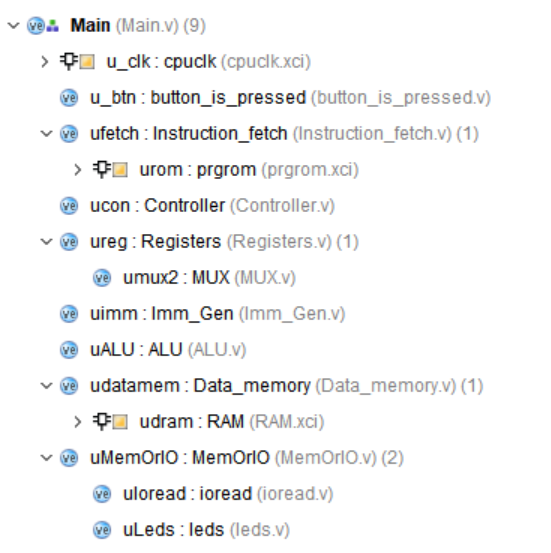 Main (Main.v) (9)
u_clk : cpuclk (cpuclk.xci)
u_btn : button_is_pressed (button_is_pressed.v)
ufetch : Instruction_fetch (Instruction_fetch.v) (1)
urom : prgrom (prgrom.xci)
ucon : Controller (Controller.v)
ureg : Registers (Registers.v) (1)
umux2 : MUX (MUX.v)
uimm : Imm_Gen (Imm_Gen.v)
uALU : ALU (ALU.v)
udatamem : Data_memory (Data_memory.v) (1)
udram : RAM (RAM.xci)
uMemOrIO : MemOrIO (MemOrIO.v) (2)
uIoread : ioread (ioread.v)
uLeds : leds (leds.v)